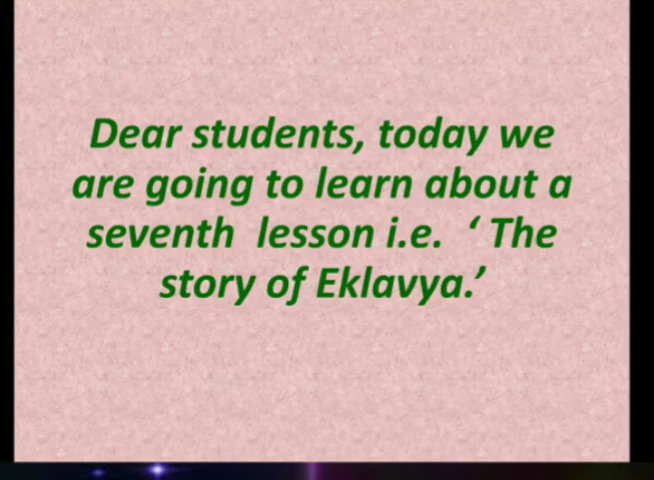 Dear students, today we
are going to learn about a
seventh  lesson i.e.  ‘ The
story of Eklavya.’